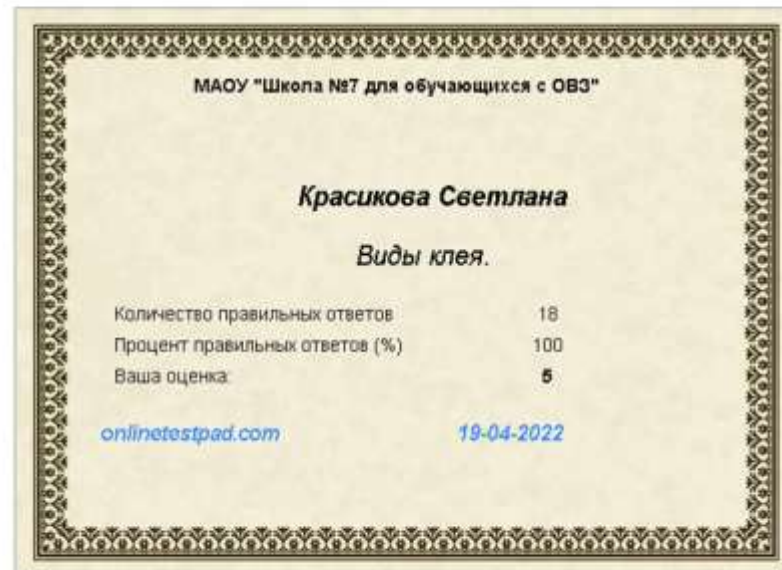 МАОУ "Школа №7 для обучающихся с ОВЗ"
Красикова Светлана
Виды клея.
Количество правильных ответов 18
Процент правильных ответов (%) 100
Ваша оценка: 5
onlinetestpad.com 19-04-2022